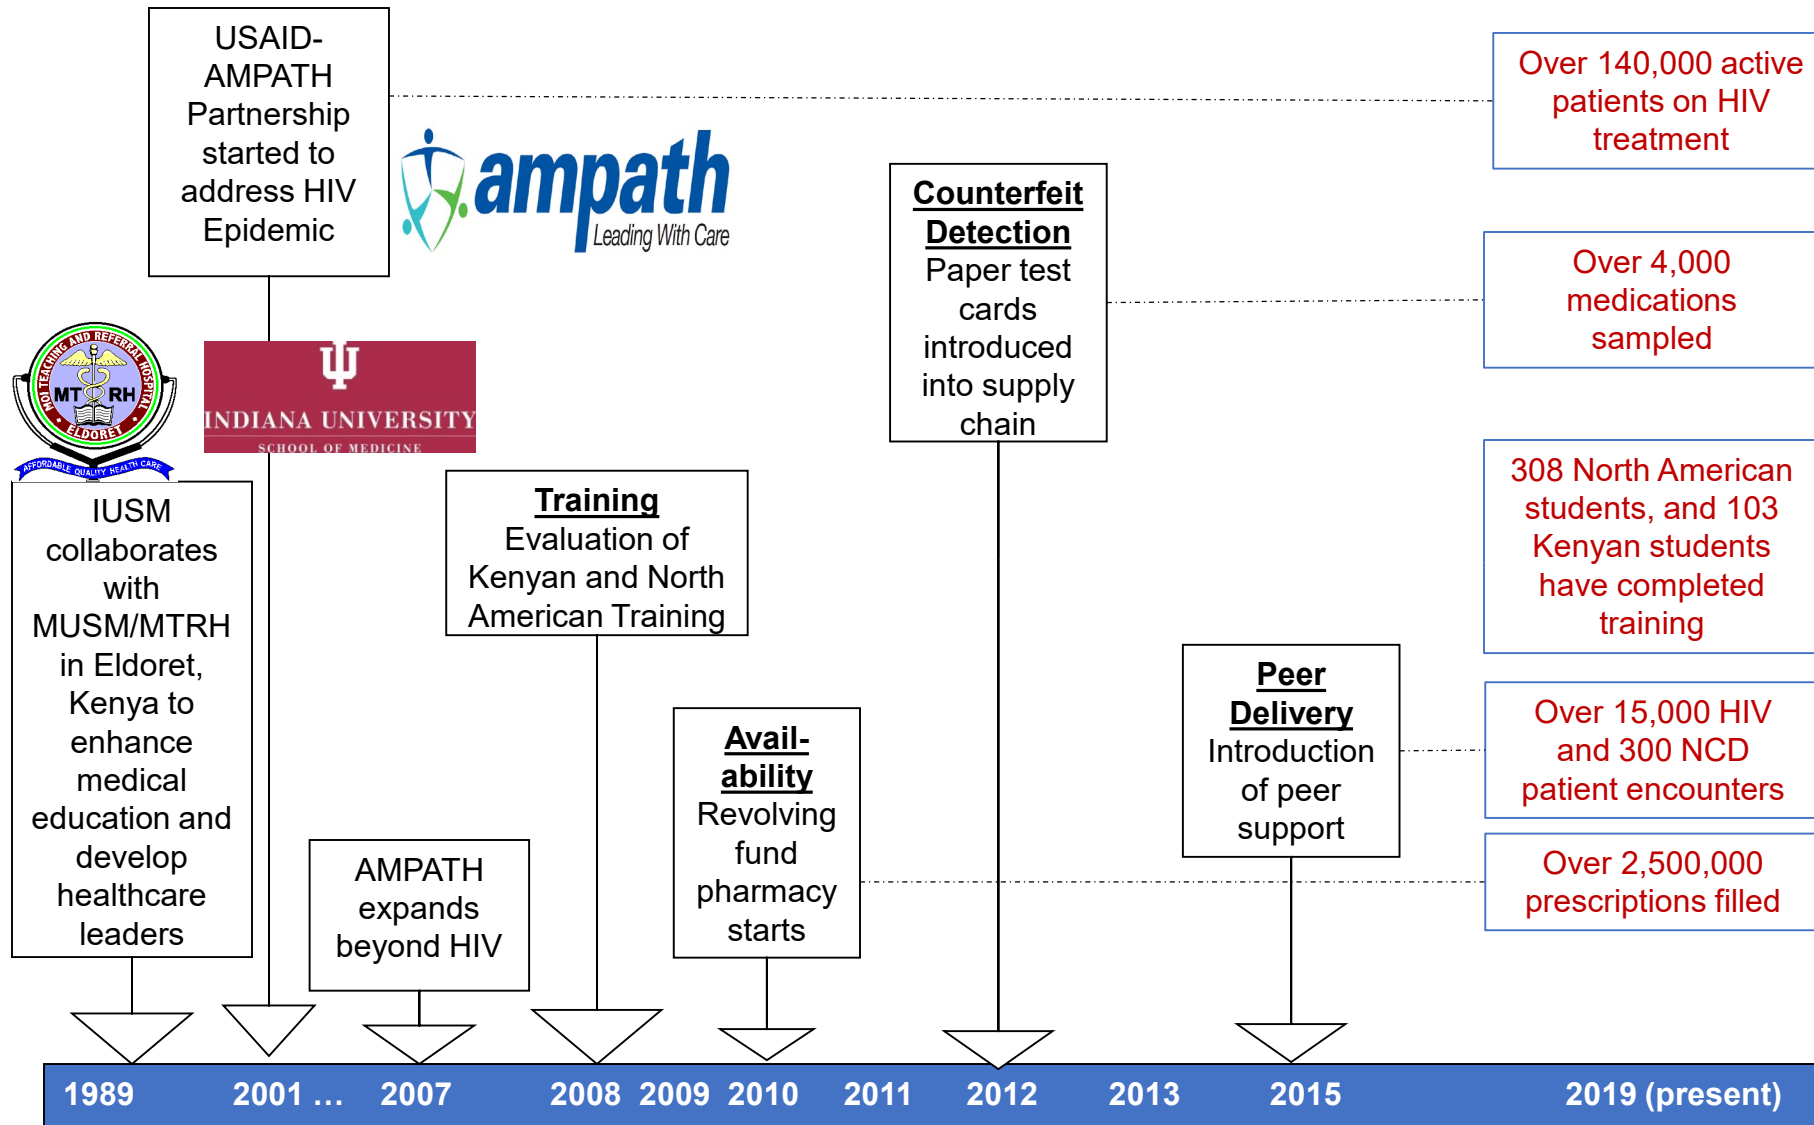 USAID-
AMPATH
Partnership
started to
address HIV
Epidemic
ampath
Leading With Care
MOI TEACHING AND REFERRAL HOSPITAL
MT RH
ELDORET
AFFORDABLE QUALITY HEALTH CARE
INDIANA UNIVERSITY
SCHOOL OF MEDICINE
IUSM
collaborates
with
MUSM/MTRH
in Eldoret,
Kenya to
enhance
medical
education and
develop
healthcare
leaders
AMPATH
expands
beyond HIV
Training
Evaluation of
Kenyan and North
American Training
Avail-
ability
Revolving
fund
pharmacy
starts
Counterfeit
Detection
Paper test
cards
introduced
into supply
chain
Peer
Delivery
Introduction
of peer
support
Over 140,000 active
patients on HIV
treatment
Over 4,000
medications
sampled
308 North American
students, and 103
Kenyan students
have completed
training
Over 15,000 HIV
and 300 NCD
patient encounters
Over 2,500,000
prescriptions filled
1989 2001 ... 2007 2008 2009 2010 2011 2012 2013 2015 2019 (present)